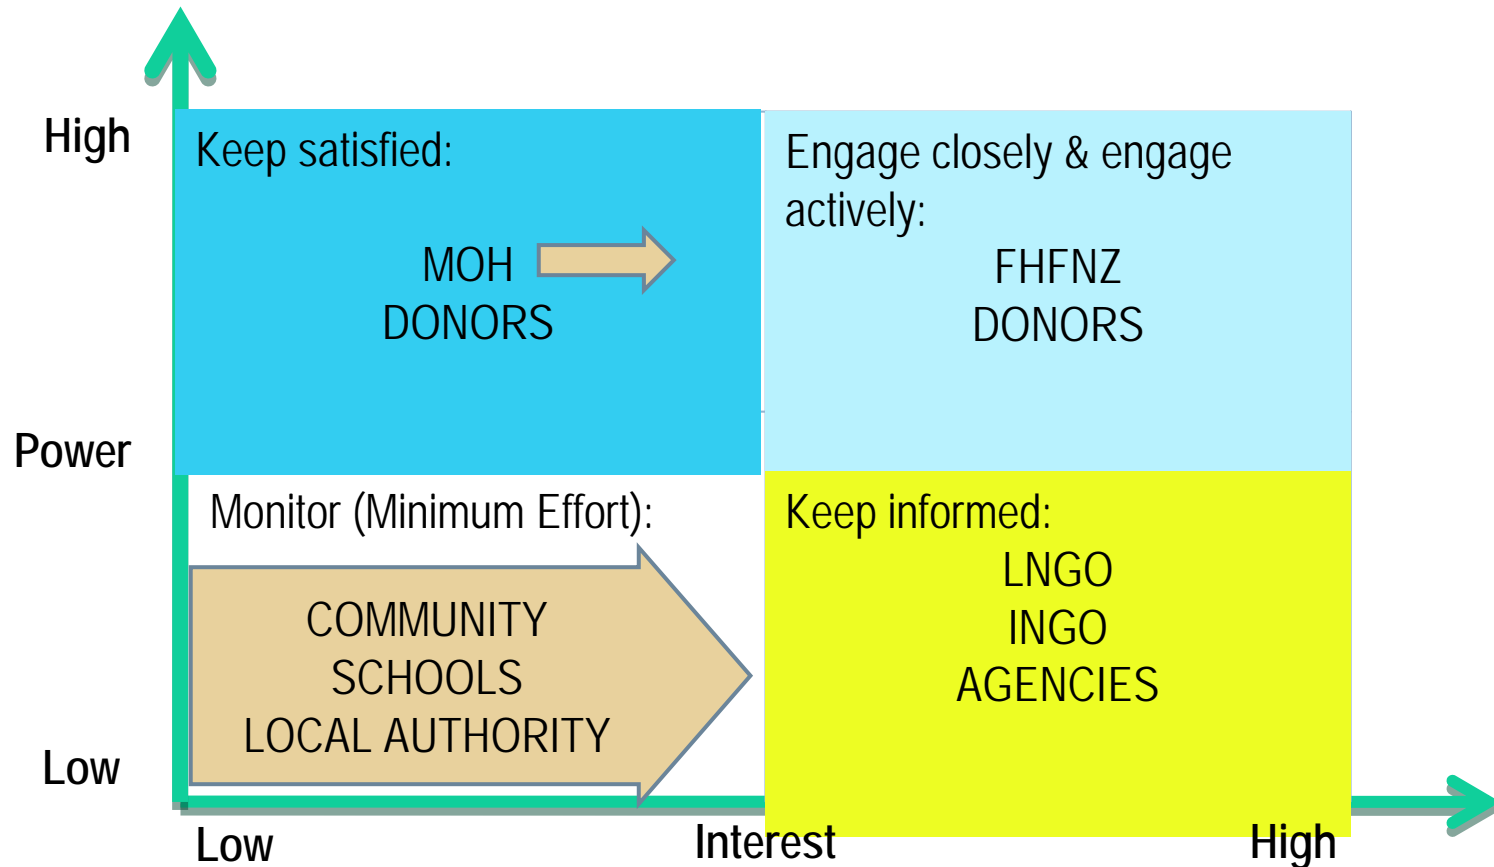 High
Keep satisfied:
MOH
DONORS
Engage closely & engage
actively:
FHFNZ
DONORS
Power
Monitor (Minimum Effort):
COMMUNITY
SCHOOLS
LOCAL AUTHORITY
Keep informed:
LNGO
INGO
AGENCIES
Low
Low
Interest
High